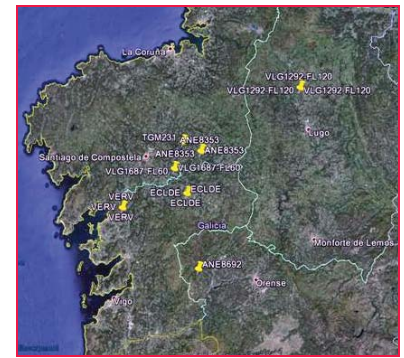 La Coruña
VLG1292-FL120
VLG1292-FL120 VLG1292-FL120
Lugo
TGM231 ANE8353
ANE8353 ANE8353
Santiago de Compostela
VLG1687-FL60 VLG1687-FL60
ECLDE ECLDE
ECLDE
VERV
VERV
VERV
Galicia
Monforte de Lemos
ANE8692
Orense
Vigo